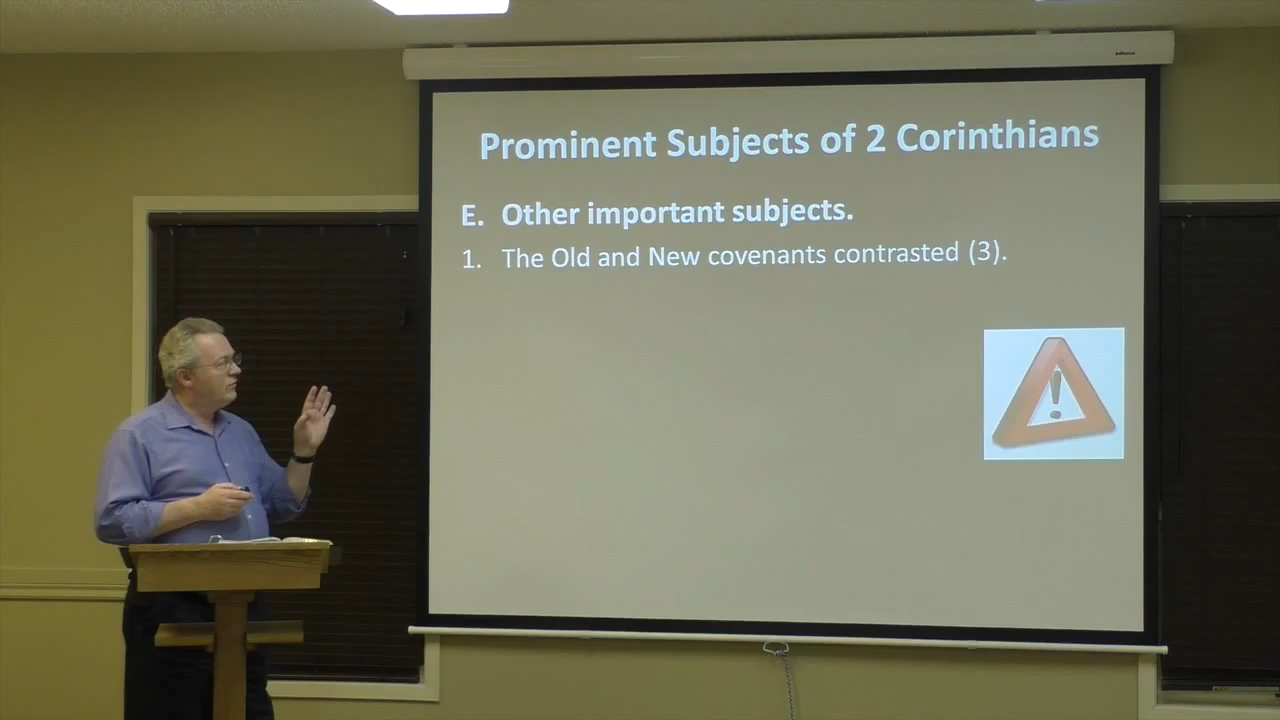 Prominent Subjects of 2 Corinthians
E. Other important subjects.
1. The Old and New covenants contrasted (3).